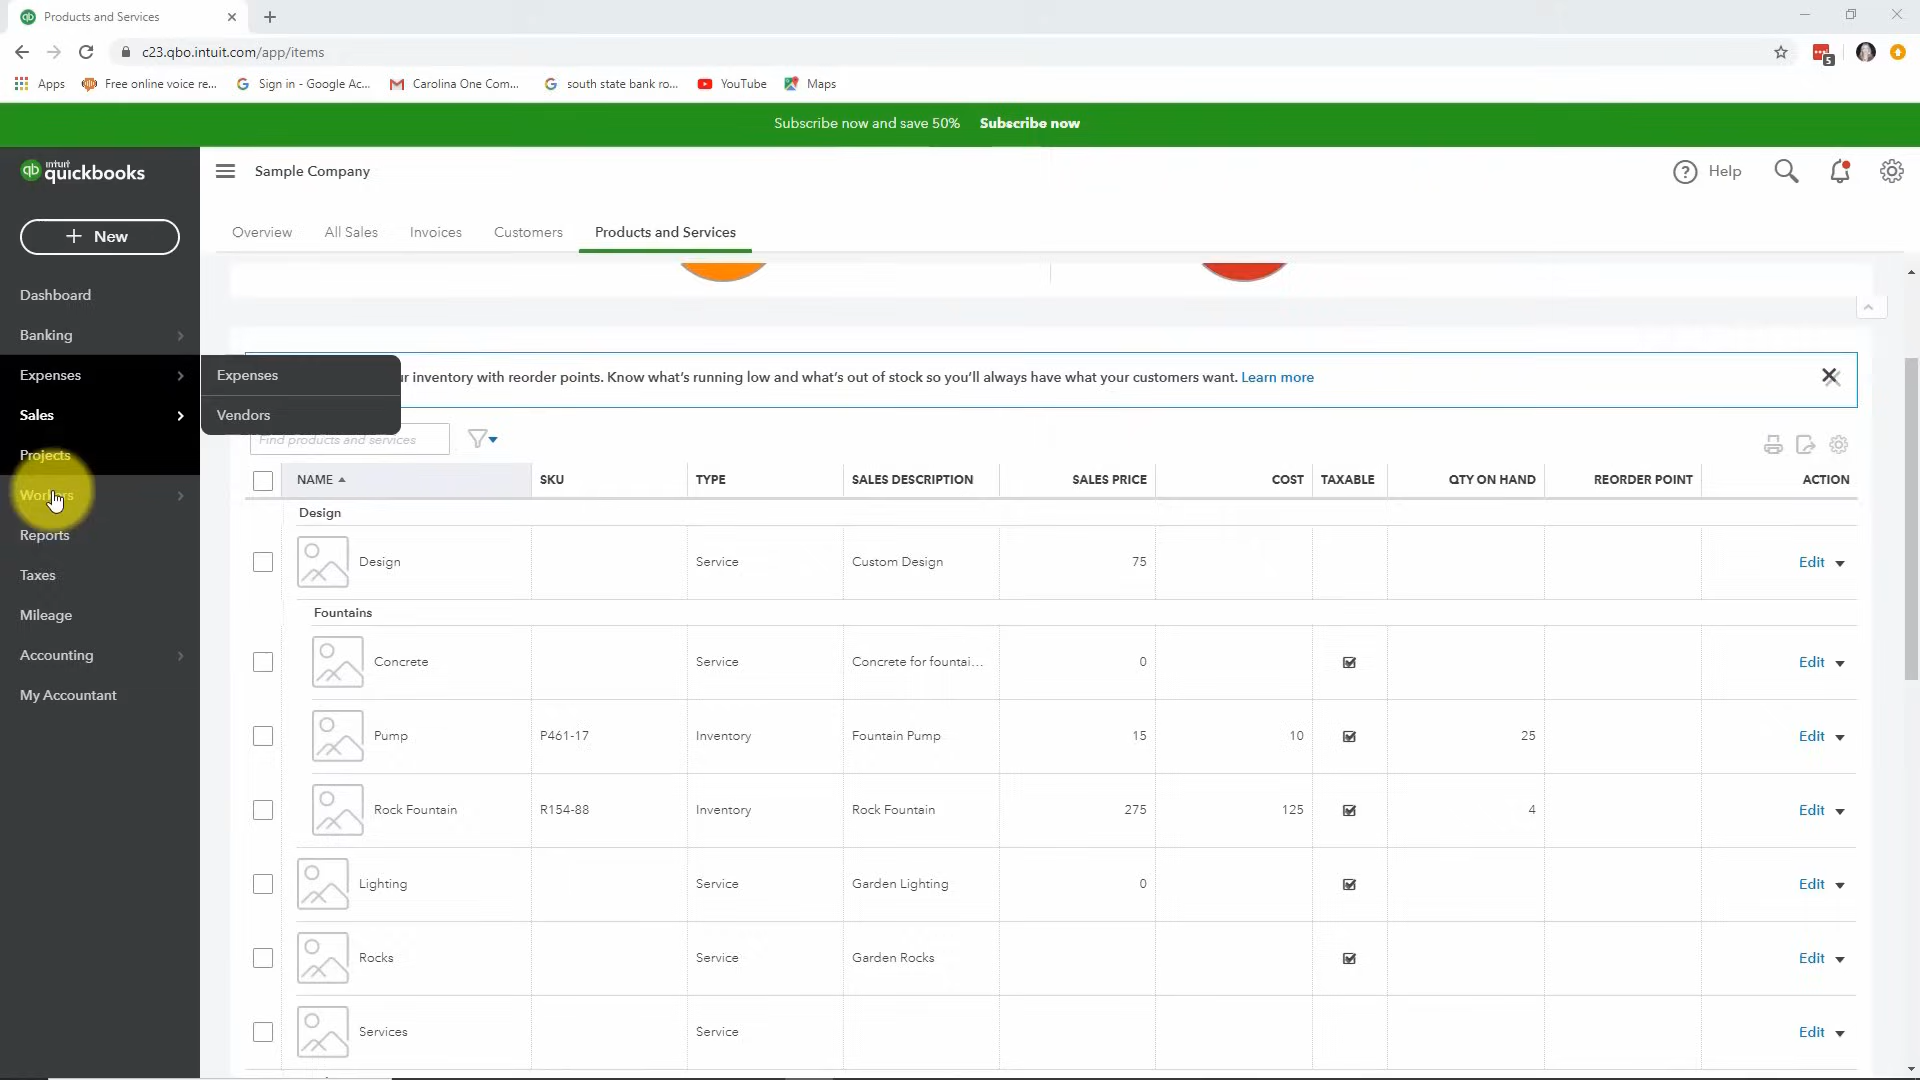 Products and Services
c23.qbo.intuit.com/app/items
5
Apps
Free online voice re...
Sign in - Google Ac...
Carolina One Com...
south state bank ro...
YouTube
Maps
Subscribe now and save 50% Subscribe now
qb intuit quickbooks
Sample Company
Help
+ New
Overview
All Sales
Invoices
Customers
Products and Services
Dashboard
Banking
Expenses
Sales
Projects
Workers
Reports
Taxes
Mileage
Accounting
My Accountant
Expenses
Vendors
r inventory with reorder points. Know what's running low and what's out of stock so you'll always have what your customers want. Learn more
Find products and services
NAME SKU TYPE SALES DESCRIPTION SALES PRICE COST TAXABLE QTY ON HAND REORDER POINT ACTION
Design
Design Service Custom Design 75 Edit
Fountains
Concrete Service Concrete for fountai... 0 Edit
Pump P461-17 Inventory Fountain Pump 15 10 25 Edit
Rock Fountain R154-88 Inventory Rock Fountain 275 125 4 Edit
Lighting Service Garden Lighting 0 Edit
Rocks Service Garden Rocks Edit
Services Service Edit